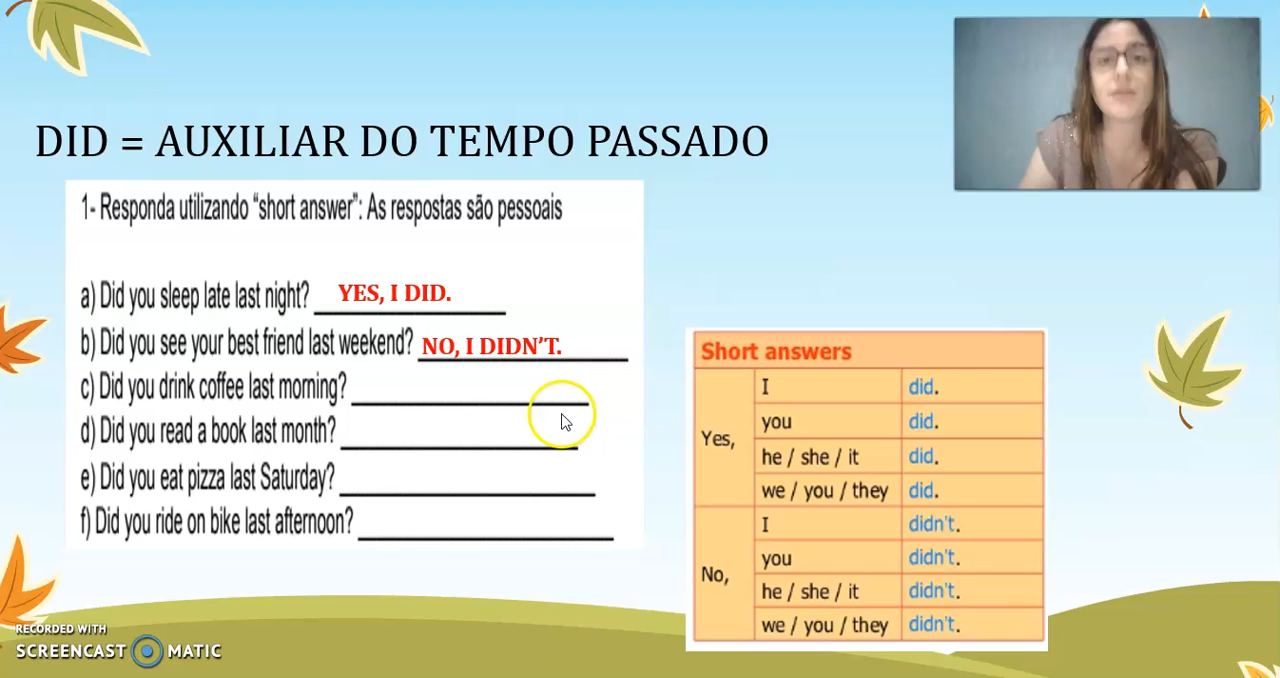 DID = AUXILIAR DO TEMPO PASSADO
1- Responda utilizando “short answer”: As respostas são pessoais
a) Did you sleep late last night? YES, I DID.
b) Did you see your best friend last weekend? NO, I DIDN’T.
c) Did you drink coffee last morning?
d) Did you read a book last month?
e) Did you eat pizza last Saturday?
f) Did you ride on bike last afternoon?
Short answers
Yes,
I did.
you did.
he / she / it did.
we / you / they did.
No,
I didn't.
you didn't.
he / she / it didn't.
we / you / they didn't.
RECORDED WITH
SCREENCAST MATIC